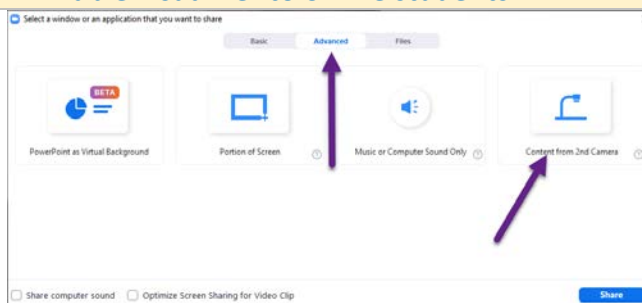 Select a window or an application that you want to share
Basic Advanced Files
BETA
PowerPoint as Virtual Background
Portion of Screen
Music or Computer Sound Only
Content from 2nd Camera
Share computer sound
Optimize Screen Sharing for Video Clip
Share